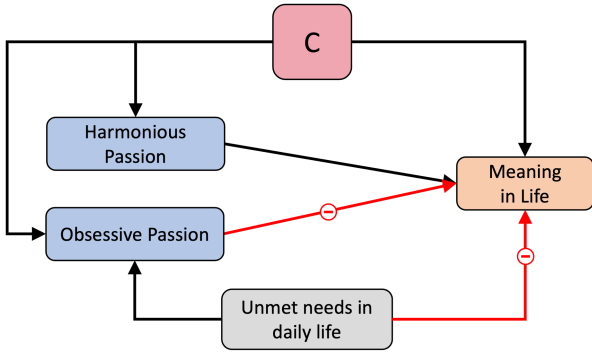 C
Harmonious
Passion
Meaning
in Life
Obsessive Passion
Unmet needs in
daily life